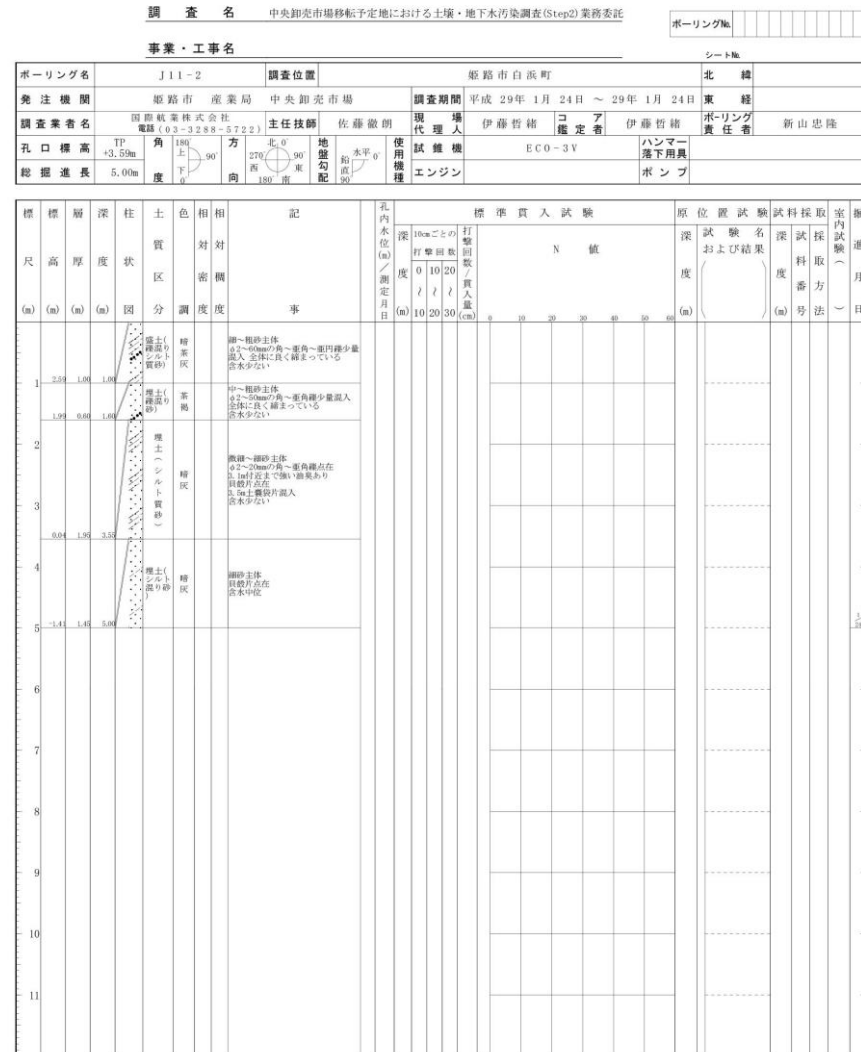 調 査 名 中央卸売市場移転予定地における土壌・地下水汚染調査(Step2)業務委託
ボーリング№
事業・工事名
シート№
ボーリング名 J11-2 調査位置 姫路市白浜町 北緯
発注機関 姫路市 産業局 中央卸売市場 調査期間 平成 29年 1月 24日 ～ 29年 1月 24日 東経
調査業者名 国際航業株式会社 電話(03-3288-5722) 主任技師 佐藤徹朗 現場代理人 伊藤哲緒 コア鑑定者 伊藤哲緒 ボーリング責任者 新山忠隆
孔口標高 TP +3.59m 角度 180° 上 90° 下 0° 方向 北 0° 270° 西 90° 東 180° 南 地盤勾配 水平 0° 鉛直 90° 使用機種 試錐機 ECO-3V ハンマー落下用具
総掘進長 5.00m エンジン ポンプ
標尺(m) 標高(m) 層厚(m) 深度(m) 柱状図 土質区分 色調 相対密度 相対稠度 記事 孔内水位(m)/測定月日 標準貫入試験 原位置試験 試料採取 室内試験( ) 掘進月日
深度(m) 10cmごとの打撃回数 打撃回数/貫入量(cm) N 値 深度(m) 試験名および結果 深度(m) 試料番号 採取方法
0 10 20
～ ～ ～
10 20 30
0 10 20 30 40 50 60
盛土(礫混りシルト質砂) 暗茶灰
細～粗砂主体
φ2～60mmの角～亜角～亜円礫少量
混入 全体に良く締まっている
含水少ない
1 2.59 1.00 1.00
埋土(礫混り砂) 茶褐
中～粗砂主体
φ2～50mmの角～亜角礫少量混入
全体に良く締まっている
含水少ない
1.99 0.60 1.60
2
埋土(シルト質砂) 暗灰
微細～細砂主体
φ2～20mmの角～亜角礫点在
3.1m付近まで強い油臭あり
貝殻片点在
3.5m土嚢袋片混入
含水少ない
3
0.04 1.95 3.55
4
埋土(シルト混り砂) 暗灰
細砂主体
貝殻片点在
含水中位
5 -1.41 1.45 5.00
6
7
8
9
10
11